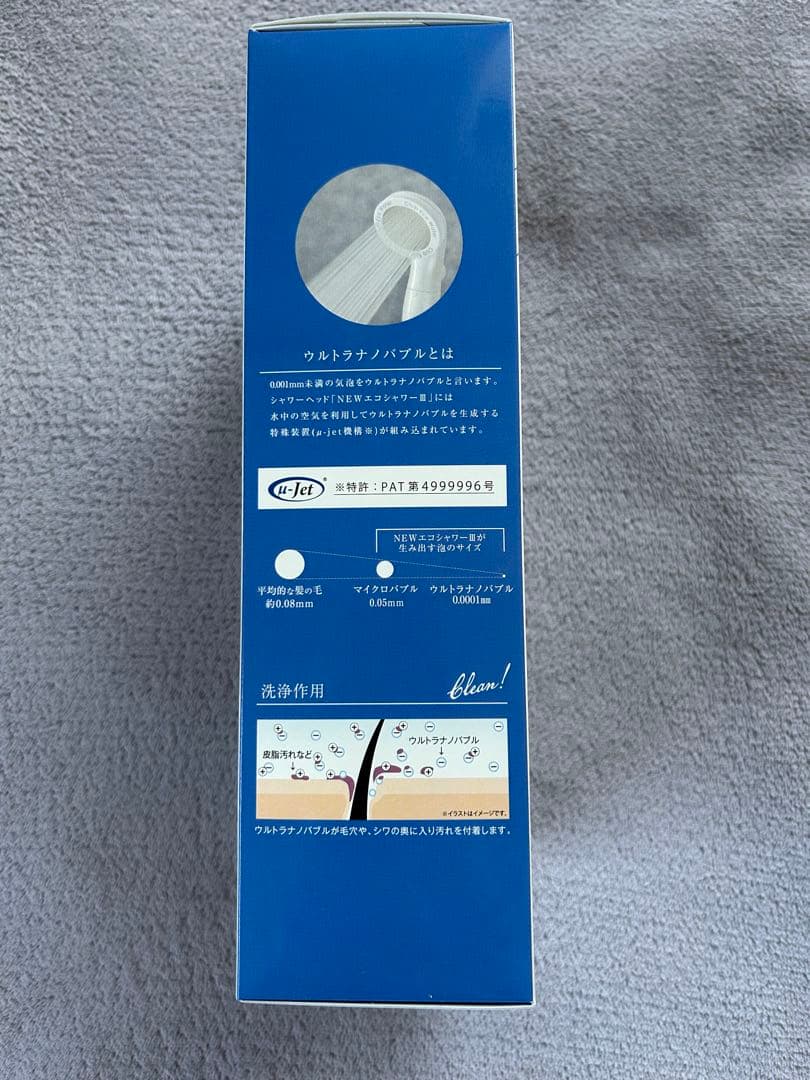 ウルトラナノバブルとは
0.001mm未満の気泡をウルトラナノバブルと言います。
シャワーヘッド「NEWエコシャワーⅢ」には
水中の空気を利用してウルトラナノバブルを生成する
特殊装置(μ-jet機構※)が組み込まれています。
μ-Jet® ※特許：PAT第4999996号
NEWエコシャワーⅢが
生み出す泡のサイズ
平均的な髪の毛 マイクロバブル ウルトラナノバブル
約0.08mm 0.05mm 0.0001mm
洗浄作用 Clean!
ウルトラナノバブル
皮脂汚れなど
※イラストはイメージです。
ウルトラナノバブルが毛穴や、シワの奥に入り汚れを付着します。